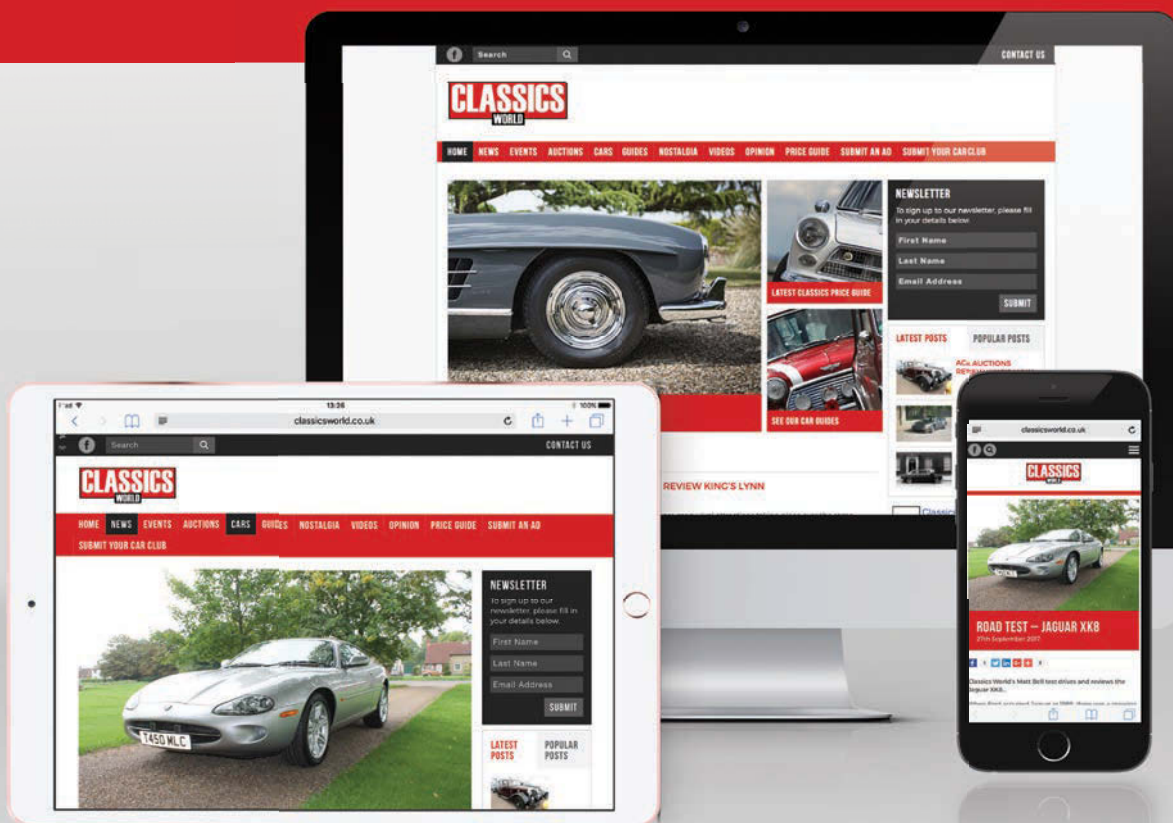 Search
CONTACT US
CLASSICS
WORLD
HOME NEWS EVENTS AUCTIONS CARS GUIDES NOSTALGIA VIDEOS OPINION PRICE GUIDE SUBMIT AN AD SUBMIT YOUR CAR CLUB
LATEST CLASSICS PRICE GUIDE
SEE OUR CAR GUIDES
NEWSLETTER
To sign up to our newsletter, please fill
in your details below.
First Name
Last Name
Email Address
SUBMIT
LATEST POSTS POPULAR POSTS
AUCTIONS
REVIEW KING'S LYNN
Classics
13:26
100%
classicsworld.co.uk
Search
CONTACT US
CLASSICS
WORLD
HOME NEWS EVENTS AUCTIONS CARS GUIDES NOSTALGIA VIDEOS OPINION PRICE GUIDE SUBMIT AN AD
SUBMIT YOUR CAR CLUB
T450 MLC
NEWSLETTER
To sign up to our
newsletter, please fill in
your details below.
First Name
Last Name
Email Address
SUBMIT
LATEST
POSTS
POPULAR
POSTS
classicsworld.co.uk
CLASSICS
WORLD
ROAD TEST – JAGUAR XK8
27th September 2017
Classics World's Matt Bell test drives and reviews the
Jaguar XK8...